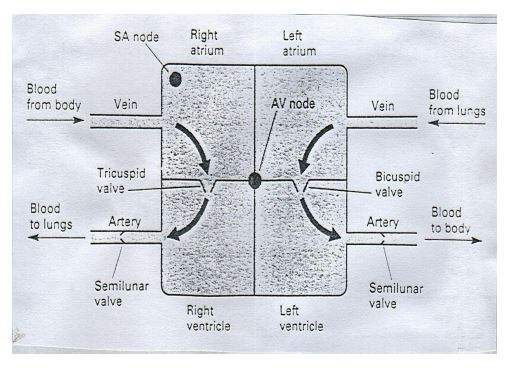 SA node
Right
atrium
Left
atrium
Blood
from body
Vein
AV node
Vein
Blood
from lungs
Tricuspid
valve
Bicuspid
valve
Blood
to lungs
Artery
Artery
Blood
to body
Semilunar
valve
Semilunar
valve
Right
ventricle
Left
ventricle